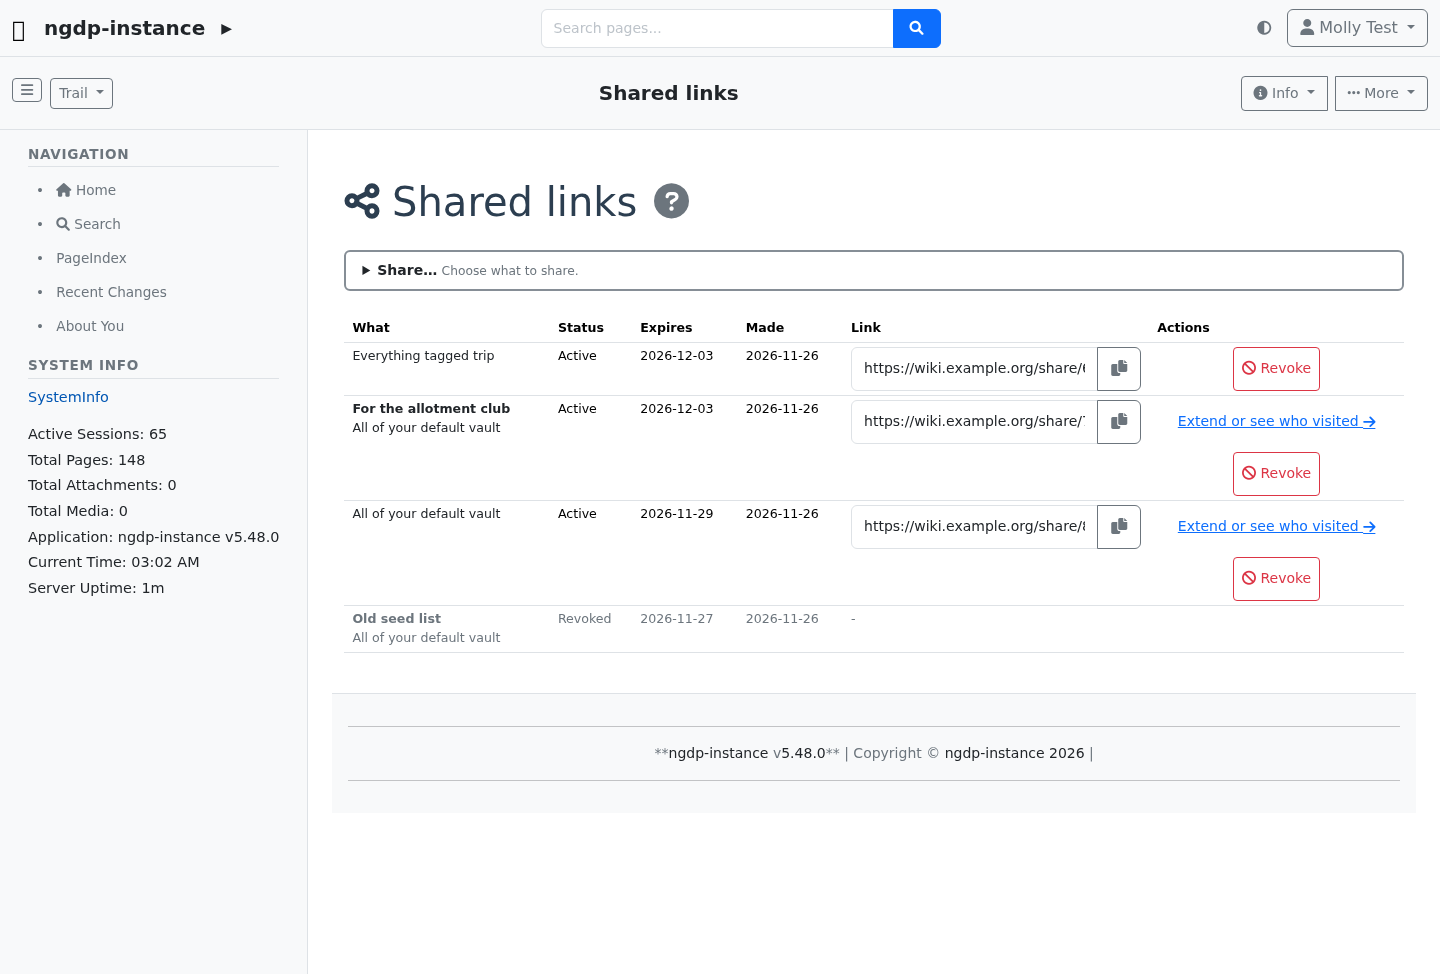 ngdp-instance ▶
Search pages...
Molly Test
Trail
Shared links
Info
··· More
NAVIGATION
• Home
• Search
• PageIndex
• Recent Changes
• About You
SYSTEM INFO
SystemInfo
Active Sessions: 65
Total Pages: 148
Total Attachments: 0
Total Media: 0
Application: ngdp-instance v5.48.0
Current Time: 03:02 AM
Server Uptime: 1m
Shared links ?
▶ Share... Choose what to share.
What Status Expires Made Link Actions
Everything tagged trip Active 2026-12-03 2026-11-26 https://wiki.example.org/share/ Revoke
For the allotment club Active 2026-12-03 2026-11-26 https://wiki.example.org/share/ Extend or see who visited →
All of your default vault
Revoke
All of your default vault Active 2026-11-29 2026-11-26 https://wiki.example.org/share/ Extend or see who visited →
Revoke
Old seed list Revoked 2026-11-27 2026-11-26 -
All of your default vault
**ngdp-instance v5.48.0** | Copyright © ngdp-instance 2026 |